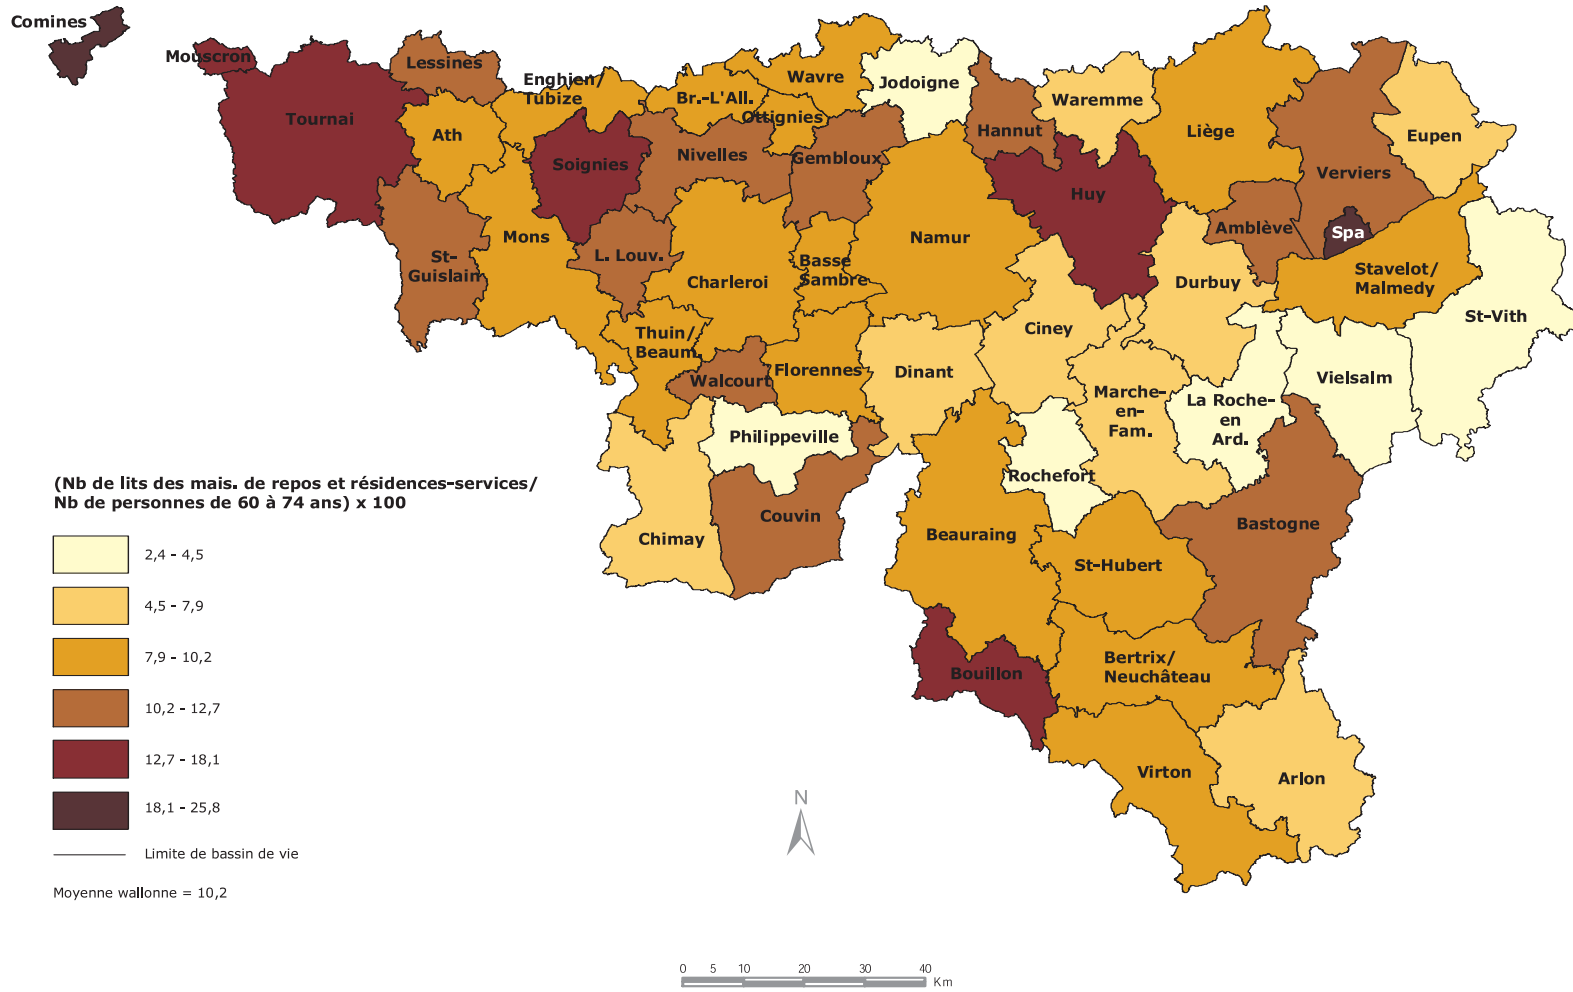 Comines
Mouscron
Lessines
Tournai
Ath
Enghien/
Tubize
Br.-L'All.
Wavre
Ottignies
Jodoigne
Hannut
Waremme
Liège
Eupen
Soignies
Nivelles
Gembloux
Huy
Verviers
Mons
St-
Guislain
L. Louv.
Charleroi
Basse
Sambre
Namur
Amblève
Spa
Durbuy
Stavelot/
Malmedy
St-Vith
Thuin/
Beaum.
Walcourt
Florennes
Dinant
Ciney
Marche-
en-
Fam.
La Roche-
en
Ard.
Vielsalm
Philippeville
Rochefort
Chimay
Couvin
Beauraing
St-Hubert
Bastogne
Bouillon
Bertrix/
Neuchâteau
Virton
Arlon
(Nb de lits des mais. de repos et résidences-services/
Nb de personnes de 60 à 74 ans) x 100
2,4 - 4,5
4,5 - 7,9
7,9 - 10,2
10,2 - 12,7
12,7 - 18,1
18,1 - 25,8
Limite de bassin de vie
Moyenne wallonne = 10,2
N
0 5 10 20 30 40
Km